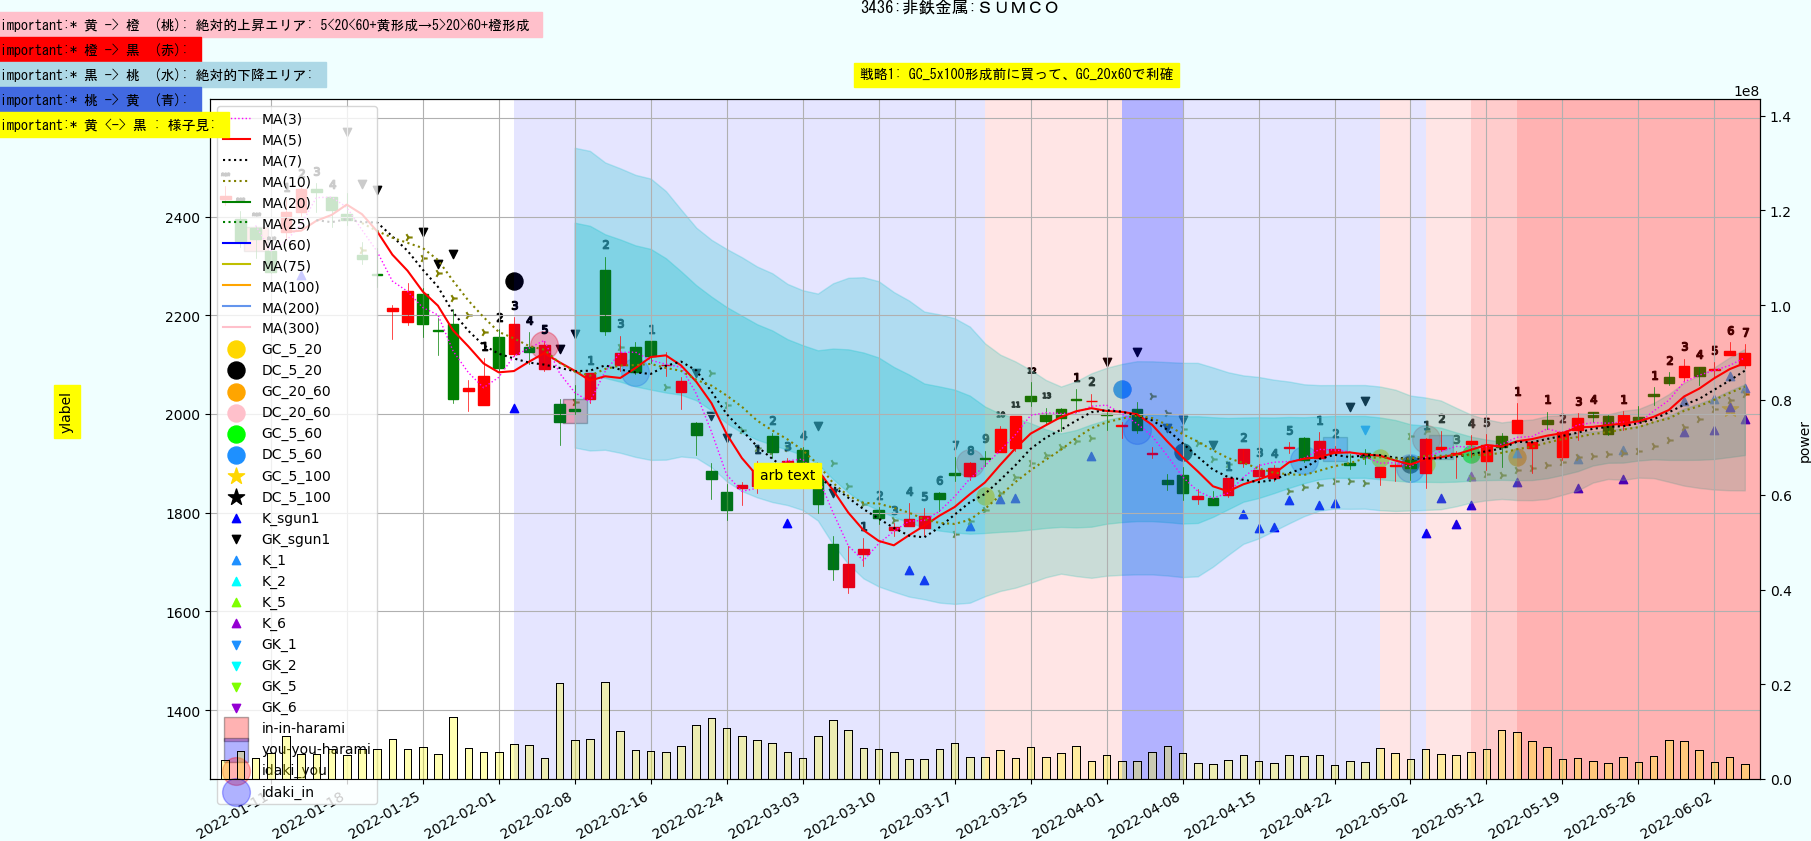 3436:非鉄金属:ＳＵＭＣＯ
important:* 黄 -> 橙 （桃）: 絶対的上昇エリア: 5<20<60+黄形成→5>20>60+橙形成
important:* 橙 -> 黒 （赤）:
important:* 黒 -> 桃 （水）: 絶対的下降エリア:
戦略1: GC_5x100形成前に買って、GC_20x60で利確
important:* 桃 -> 黄 （青）:
important:* 黄 <-> 黒 : 様子見:
1e8
MA(3)
MA(5)
MA(7)
MA(10)
MA(20)
MA(25)
MA(60)
MA(75)
MA(100)
MA(200)
MA(300)
GC_5_20
DC_5_20
GC_20_60
DC_20_60
GC_5_60
DC_5_60
GC_5_100
DC_5_100
K_sgun1
GK_sgun1
K_1
K_2
K_5
K_6
GK_1
GK_2
GK_5
GK_6
in-in-harami
you-you-harami
idaki_you
idaki_in
2400
2200
2000
1800
1600
1400
ylabel
arb text
1.4
1.2
1.0
0.8
0.6
0.4
0.2
0.0
power
2022-01-11
2022-01-18
2022-01-25
2022-02-01
2022-02-08
2022-02-16
2022-02-24
2022-03-03
2022-03-10
2022-03-17
2022-03-25
2022-04-01
2022-04-08
2022-04-15
2022-04-22
2022-05-02
2022-05-12
2022-05-19
2022-05-26
2022-06-02